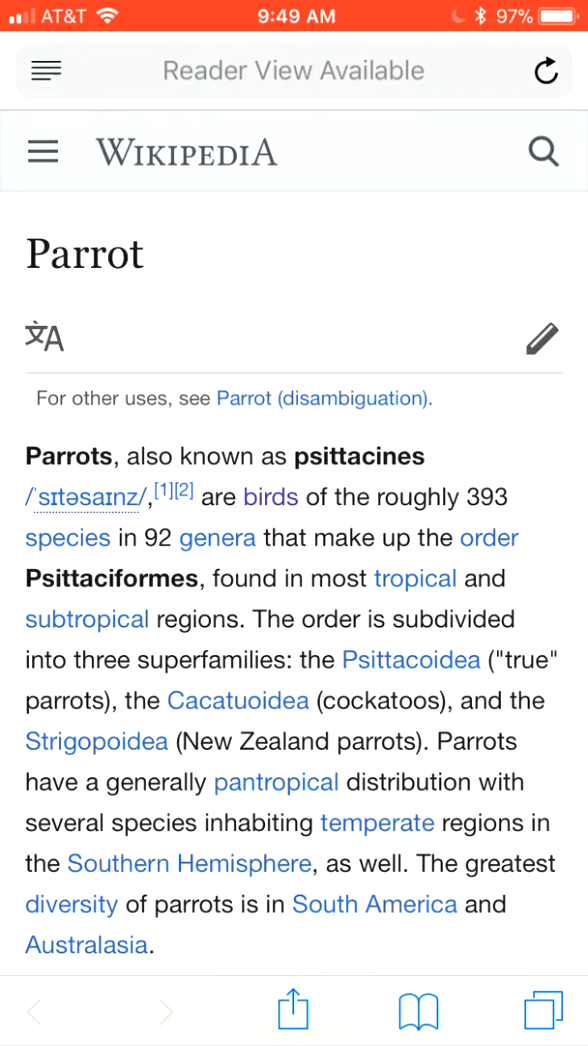 AT&T 9:49 AM 97%
Reader View Available
WIKIPEDIA
Parrot
文A
For other uses, see Parrot (disambiguation).
Parrots, also known as psittacines
/ˈsɪtəsaɪnz/,[1][2] are birds of the roughly 393
species in 92 genera that make up the order
Psittaciformes, found in most tropical and
subtropical regions. The order is subdivided
into three superfamilies: the Psittacoidea ("true"
parrots), the Cacatuoidea (cockatoos), and the
Strigopoidea (New Zealand parrots). Parrots
have a generally pantropical distribution with
several species inhabiting temperate regions in
the Southern Hemisphere, as well. The greatest
diversity of parrots is in South America and
Australasia.